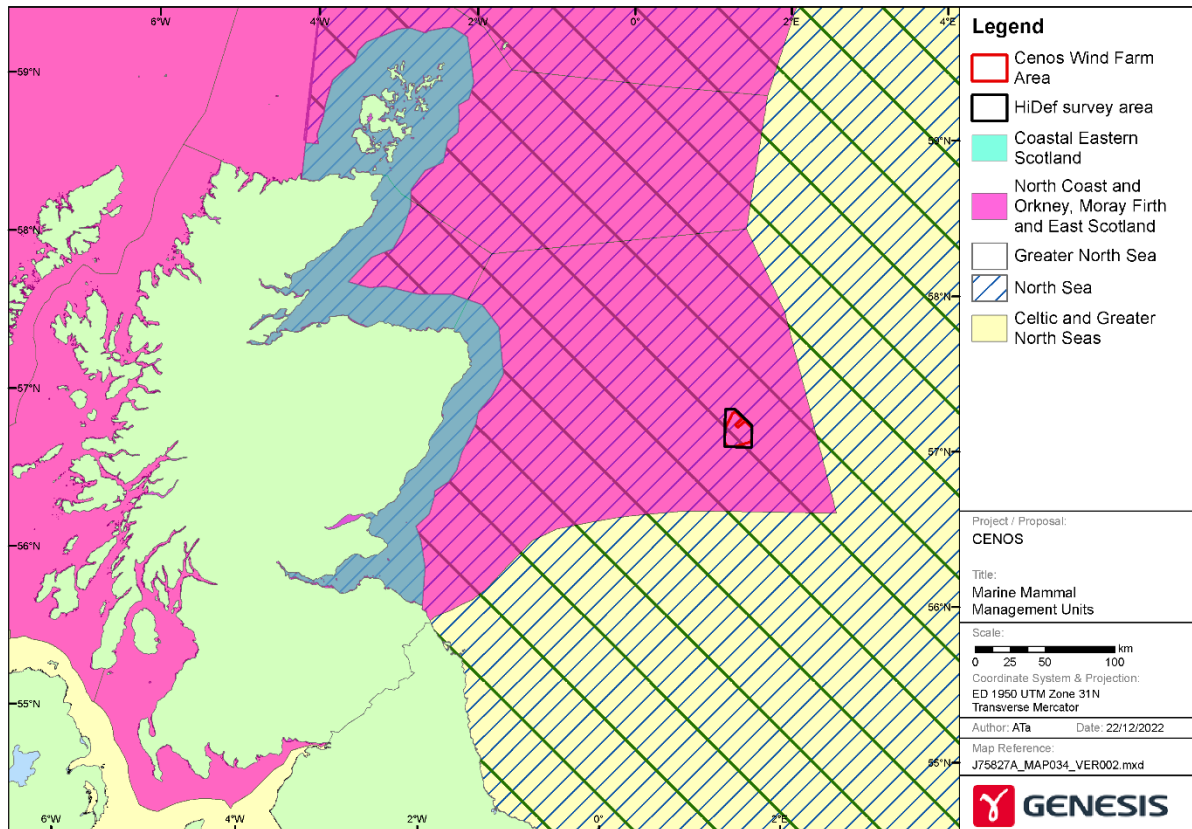 6°W
4°W
2°W
0°
2°E
4°E
59°N
58°N
57°N
56°N
55°N
59°N
58°N
57°N
56°N
55°N
6°W
4°W
2°W
0°
2°E
Legend
Cenos Wind Farm
Area
HiDef survey area
Coastal Eastern
Scotland
North Coast and
Orkney, Moray Firth
and East Scotland
Greater North Sea
North Sea
Celtic and Greater
North Seas
Project / Proposal:
CENOS
Title:
Marine Mammal
Management Units
Scale:
km
0 25 50 100
Coordinate System & Projection:
ED 1950 UTM Zone 31N
Transverse Mercator
Author: ATa Date: 22/12/2022
Map Reference:
J75827A_MAP034_VER002.mxd
GENESIS